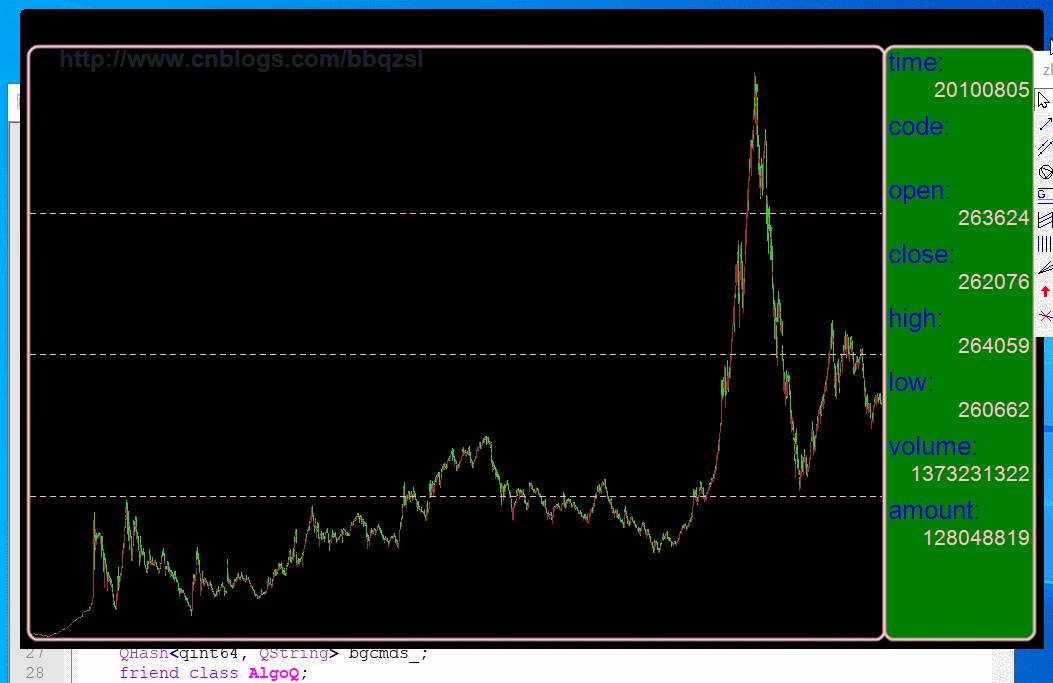 http://www.cnblogs.com/bbqzsl
time:
20100805
code:
open:
263624
close:
262076
high:
264059
low:
260662
volume:
1373231322
amount:
128048819
G
27 QHash<qint64, QString> bgcmds_;
28 friend class AlgoQ;